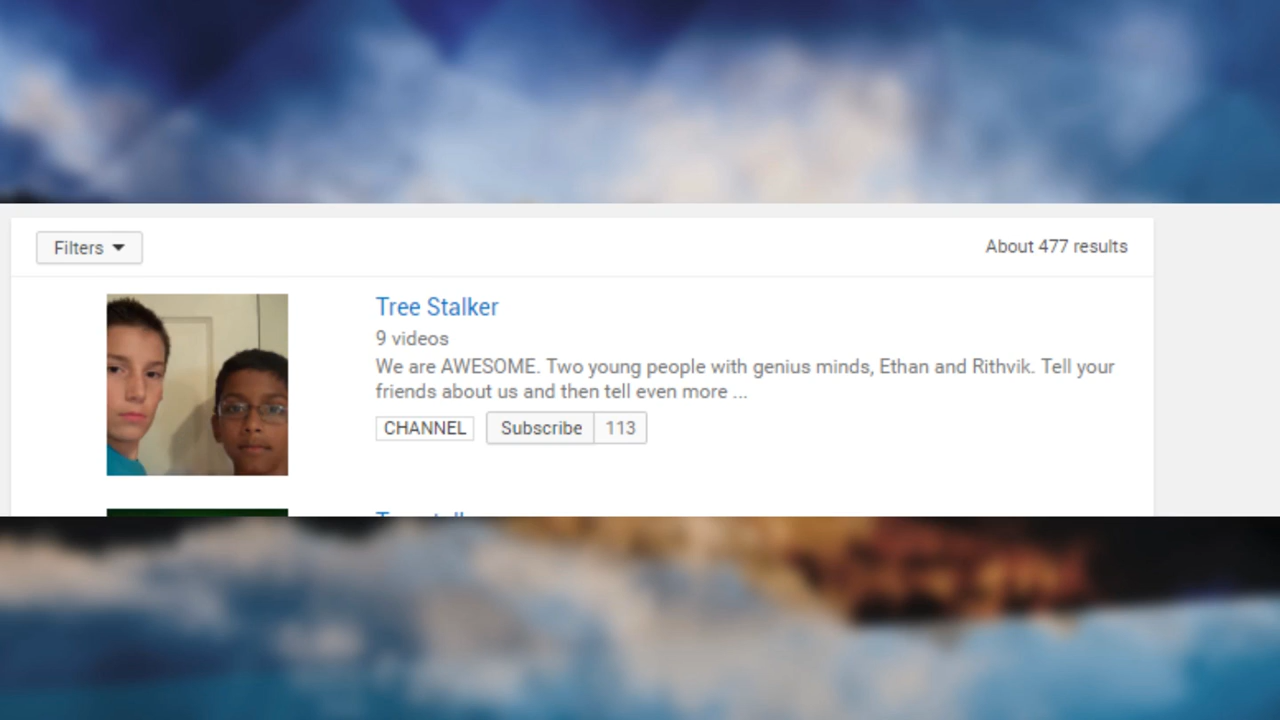 Filters
About 477 results
Tree Stalker
9 videos
We are AWESOME. Two young people with genius minds, Ethan and Rithvik. Tell your
friends about us and then tell even more ...
CHANNEL Subscribe 113